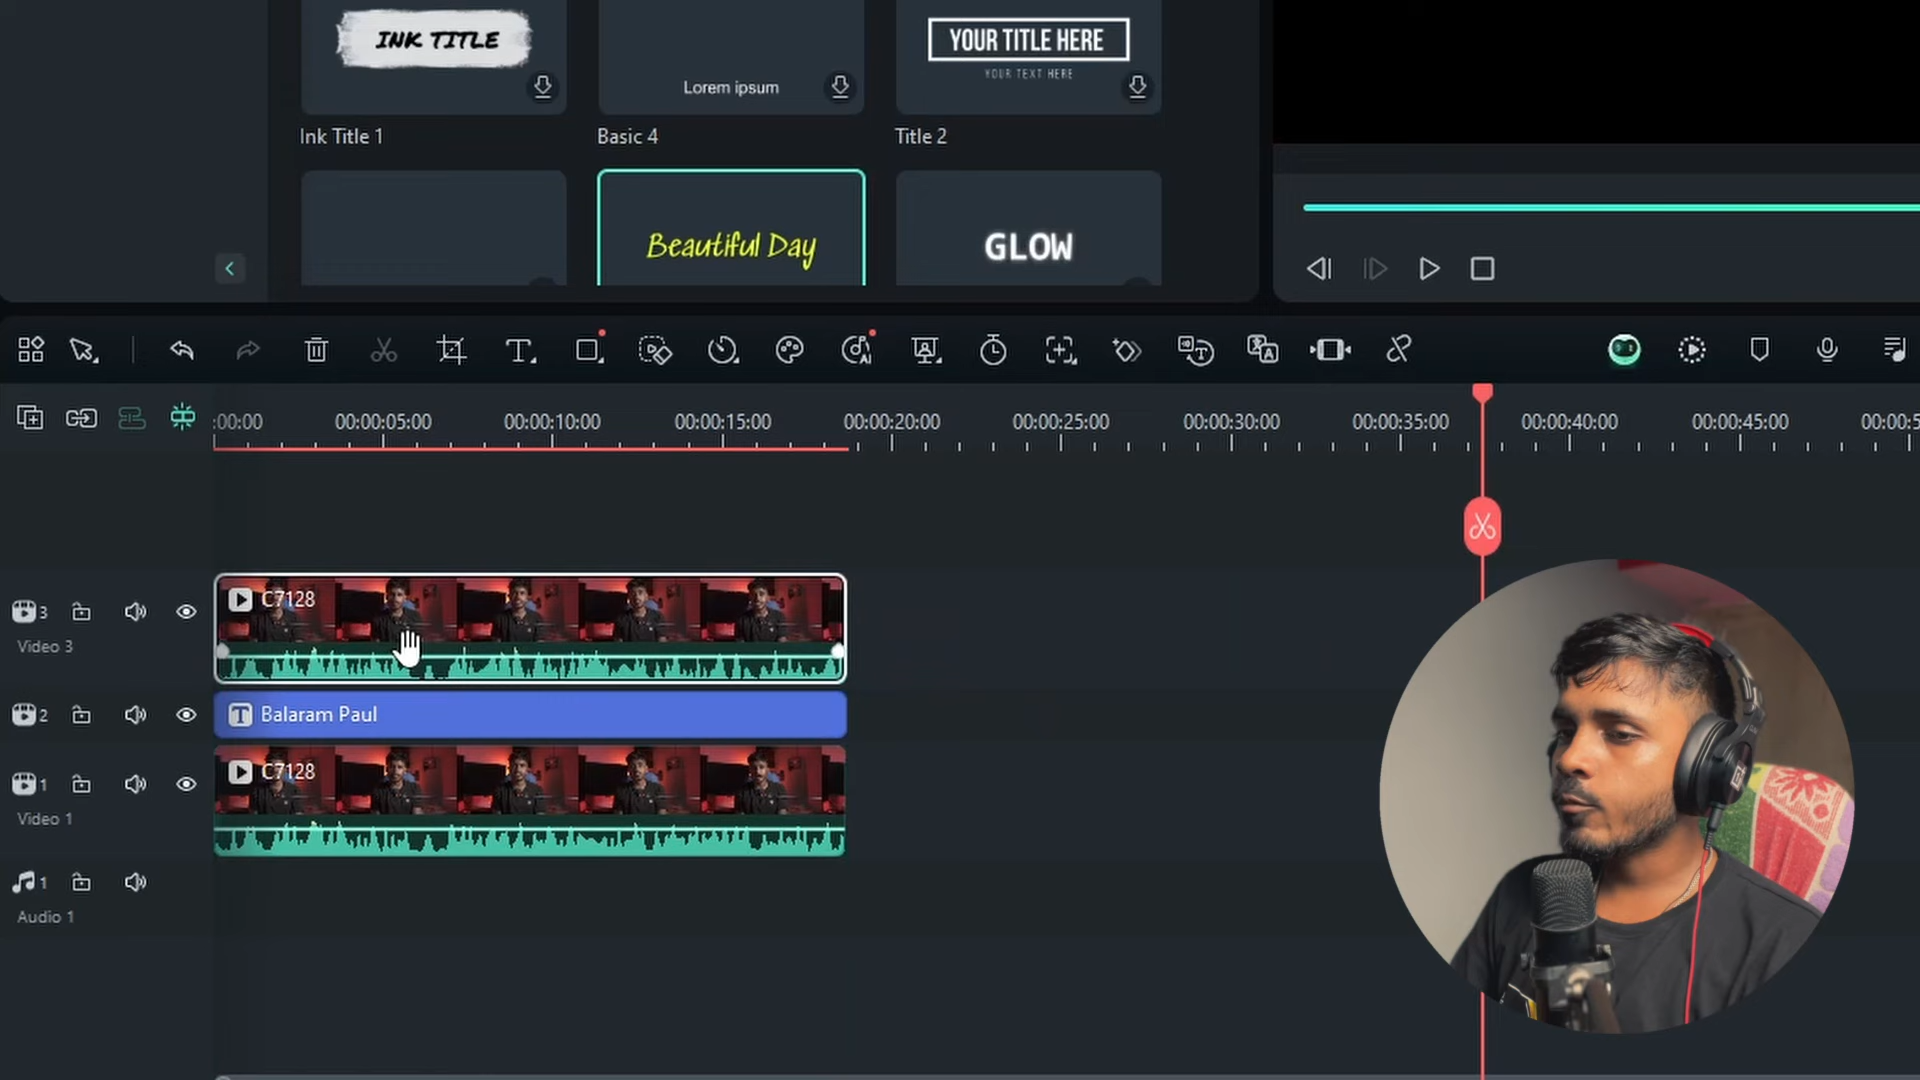 INK TITLE
Lorem ipsum
YOUR TITLE HERE
YOUR TEXT HERE
Ink Title 1
Basic 4
Title 2
Beautiful Day
GLOW
:00:00
00:00:05:00
00:00:10:00
00:00:15:00
00:00:20:00
00:00:25:00
00:00:30:00
00:00:35:00
00:00:40:00
00:00:45:00
00:00:5
C7128
3
Video 3
2
T Balaram Paul
C7128
1
Video 1
1
Audio 1